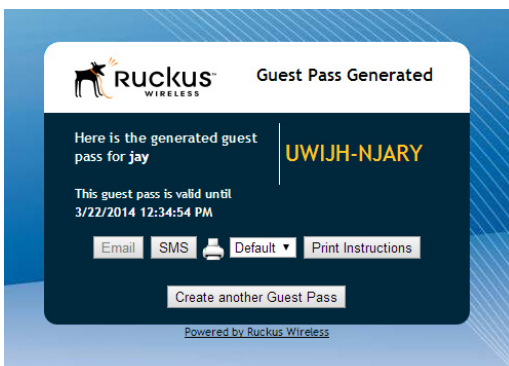 RUCKUS™
WIRELESS
Guest Pass Generated
Here is the generated guest
pass for jay
UWIJH-NJARY
This guest pass is valid until
3/22/2014 12:34:54 PM
Email SMS Default Print Instructions
Create another Guest Pass
Powered by Ruckus Wireless